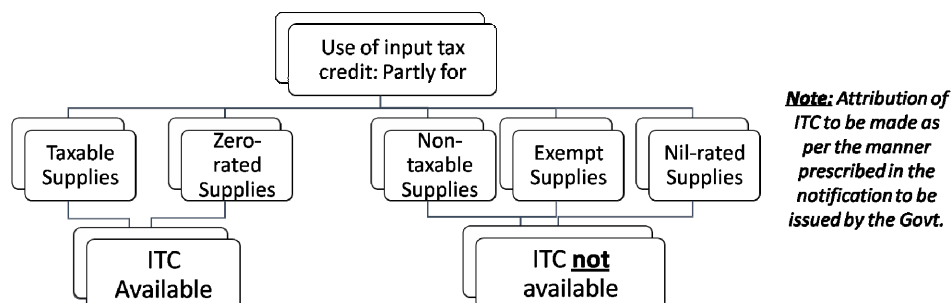 Use of input tax
credit: Partly for
Taxable
Supplies
Zero-
rated
Supplies
Non-
taxable
Supplies
Exempt
Supplies
Nil-rated
Supplies
ITC
Available
ITC not
available
Note: Attribution of
ITC to be made as
per the manner
prescribed in the
notification to be
issued by the Govt.